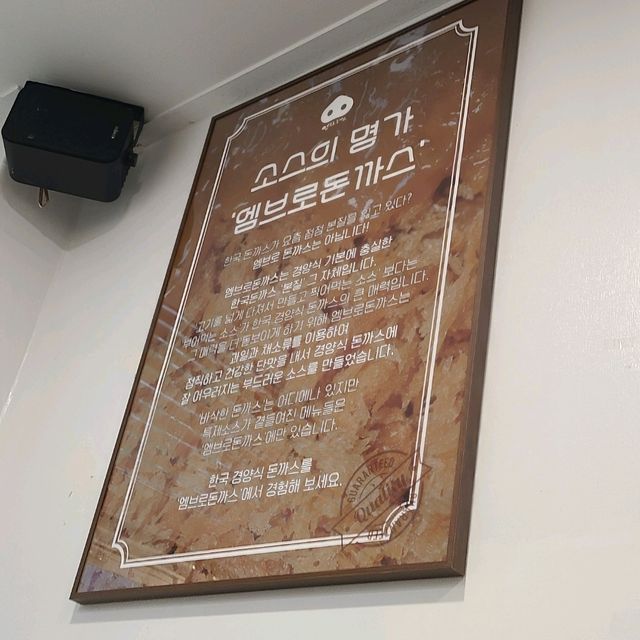 소스의 명가
'엠브로돈까스'
한국 돈까스가 요즘 점점 본질을 잃고 있다?
엠브로 돈까스는 아닙니다!
엠브로돈까스는 경양식 기본에 충실한
한국돈까스 '본질' 그 자체입니다.
고기를 넓게 다져서 만들고 '찍어먹는 소스' 보다는
'부어먹는 소스'가 한국 경양식 돈까스의 큰 매력입니다.
그 매력을 더 돋보이게 하기 위해 엠브로돈까스는
과일과 채소류를 이용하여
정직하고 건강한 단맛을 내서 경양식 돈까스에
잘 어우러지는 부드러운 소스를 만들었습니다.
'바삭한 돈까스'는 어디에나 있지만
특제소스가 곁들여진 메뉴들은
'엠브로돈까스'에만 있습니다.
한국 경양식 돈까스를
'엠브로돈까스'에서 경험해 보세요.
GUARANTEED
Quality